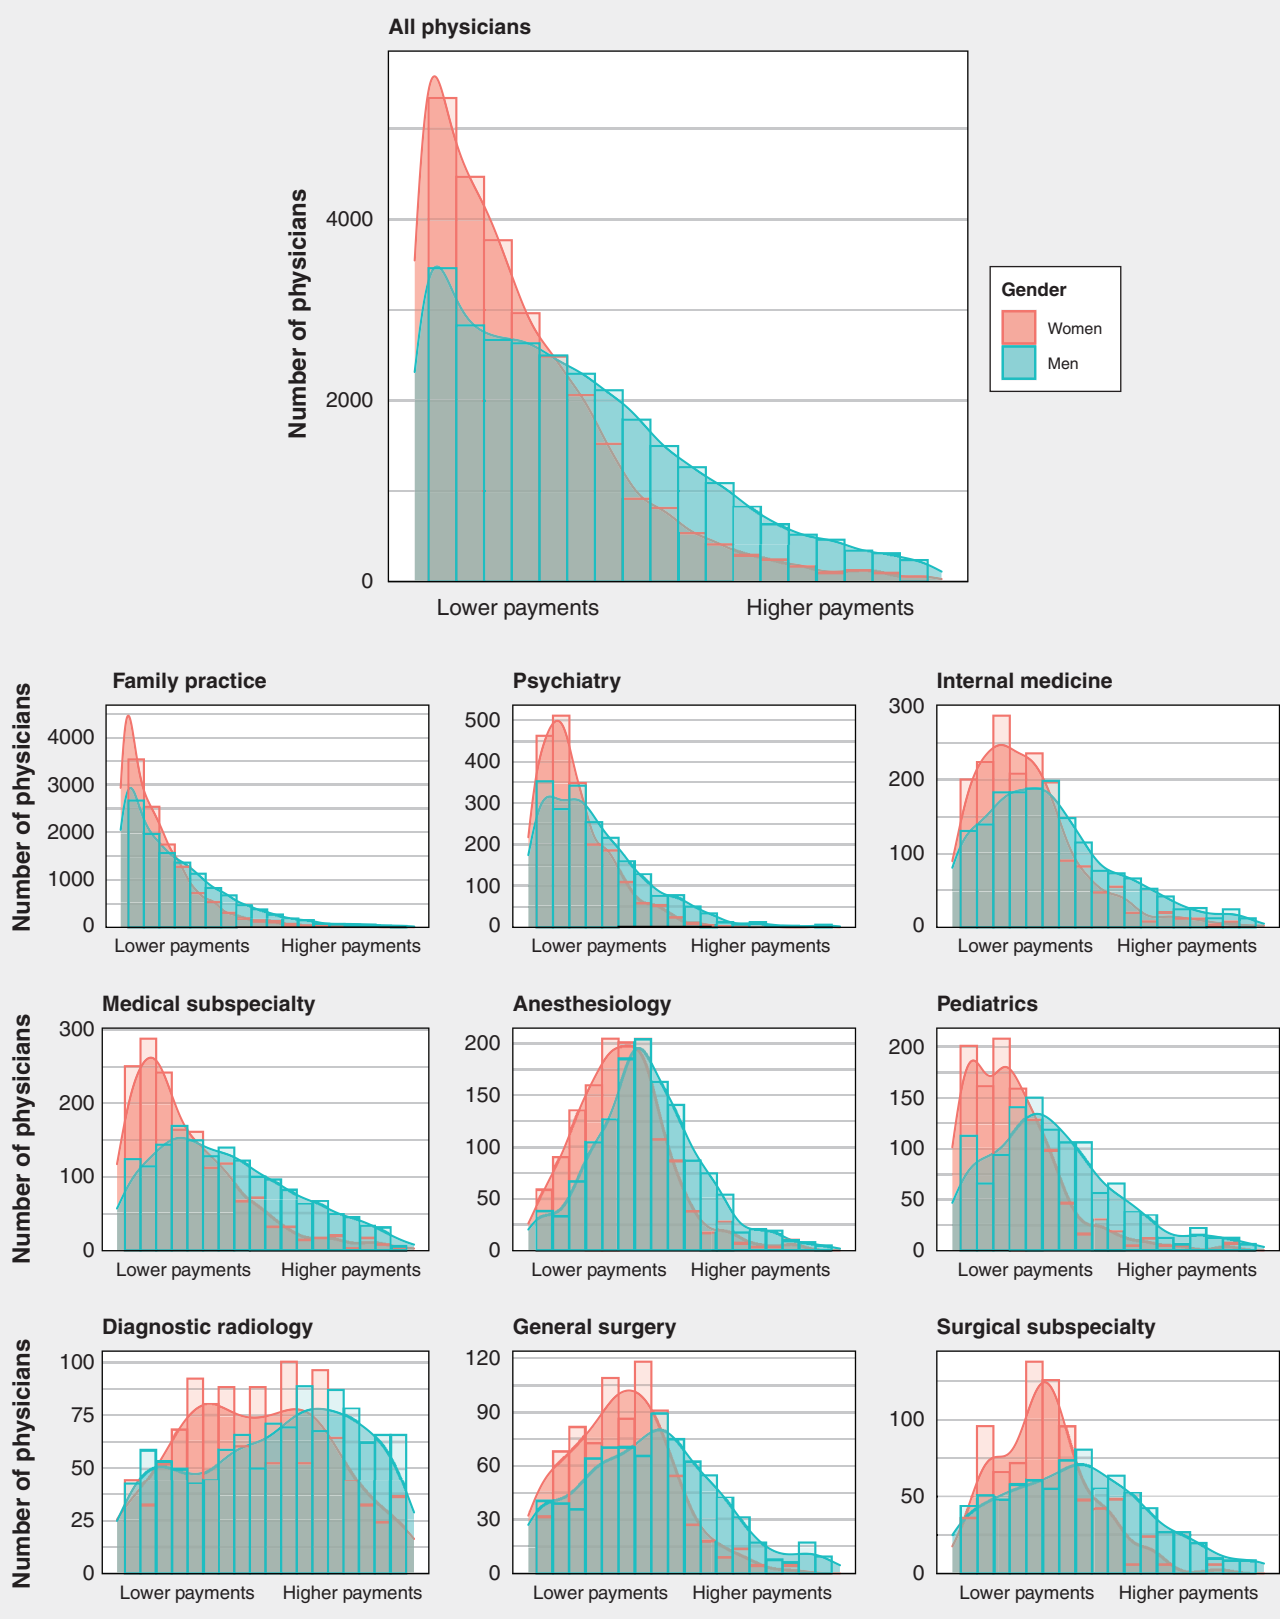 All physicians
Number of physicians
4000
2000
0
Lower payments Higher payments
Gender
Women
Men
Family practice
Number of physicians
4000
3000
2000
1000
0
Lower payments Higher payments
Psychiatry
500
400
300
200
100
0
Lower payments Higher payments
Internal medicine
300
200
100
0
Lower payments Higher payments
Medical subspecialty
Number of physicians
300
200
100
0
Lower payments Higher payments
Anesthesiology
200
150
100
50
0
Lower payments Higher payments
Pediatrics
200
150
100
50
0
Lower payments Higher payments
Diagnostic radiology
Number of physicians
100
75
50
25
0
Lower payments Higher payments
General surgery
120
90
60
30
0
Lower payments Higher payments
Surgical subspecialty
100
50
0
Lower payments Higher payments